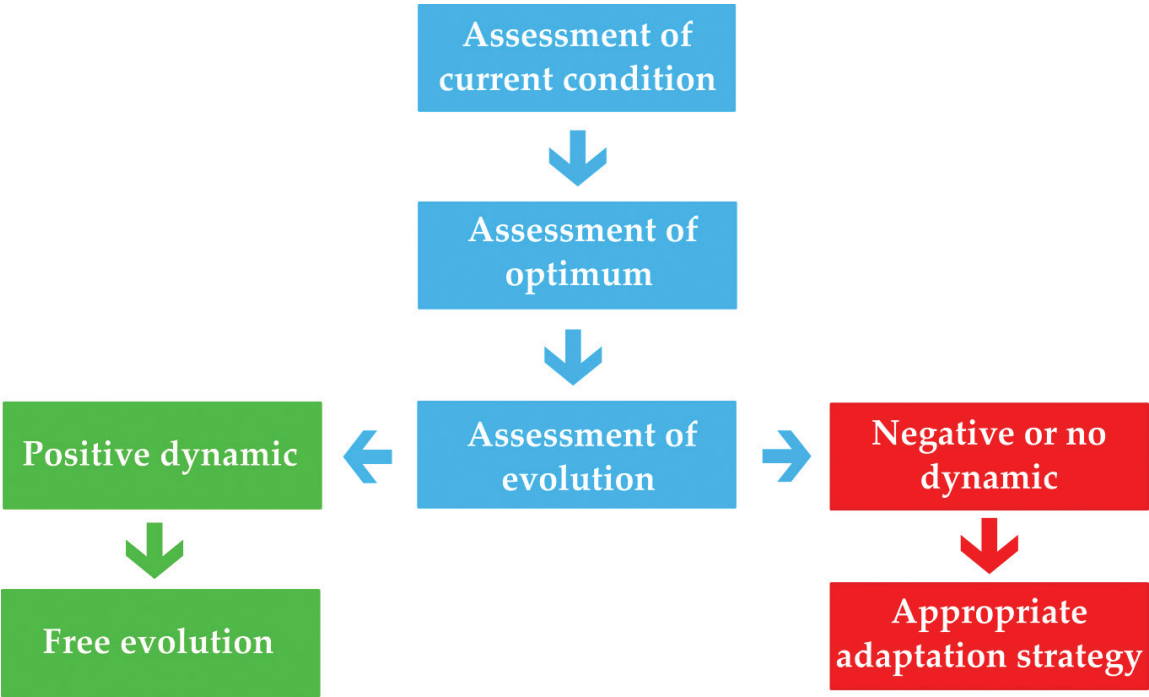 Assessment of
current condition
Assessment of
optimum
Positive dynamic
Assessment of
evolution
Negative or no
dynamic
Free evolution
Appropriate
adaptation strategy